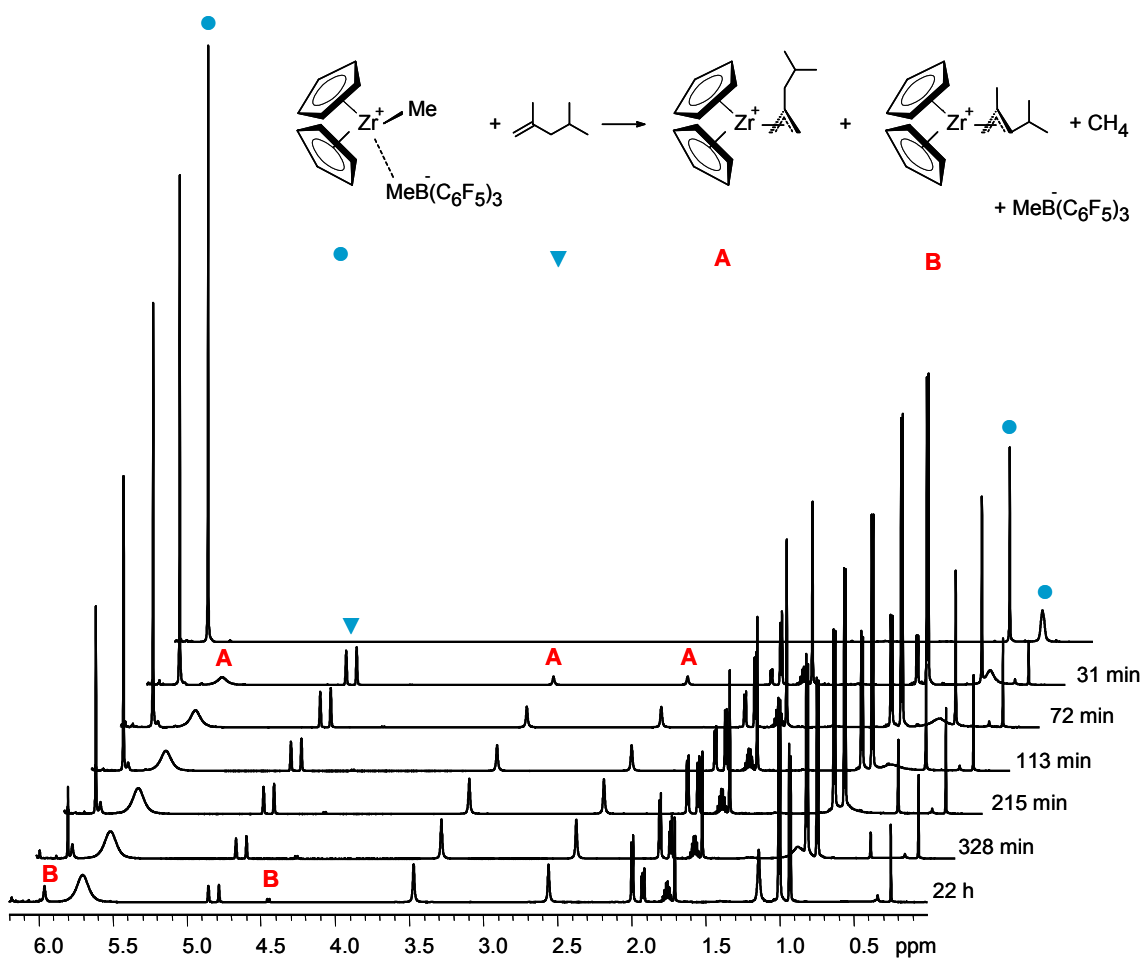 Zr+ Me + Zr+ + Zr+ + CH4
MeB-(C6F5)3 + MeB-(C6F5)3
A B
A A A 31 min
72 min
113 min
215 min
328 min
B B 22 h
6.0 5.5 5.0 4.5 4.0 3.5 3.0 2.5 2.0 1.5 1.0 0.5 ppm